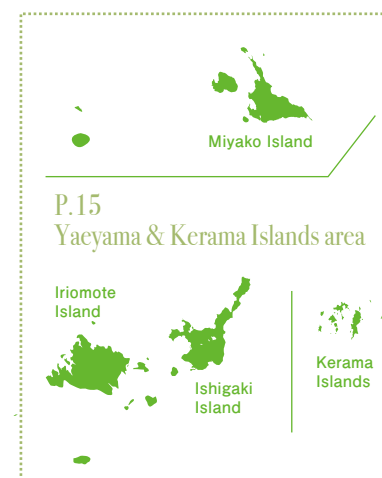 Miyako Island
P.15
Yaeyama & Kerama Islands area
Iriomote
Island
Ishigaki
Island
Kerama
Islands